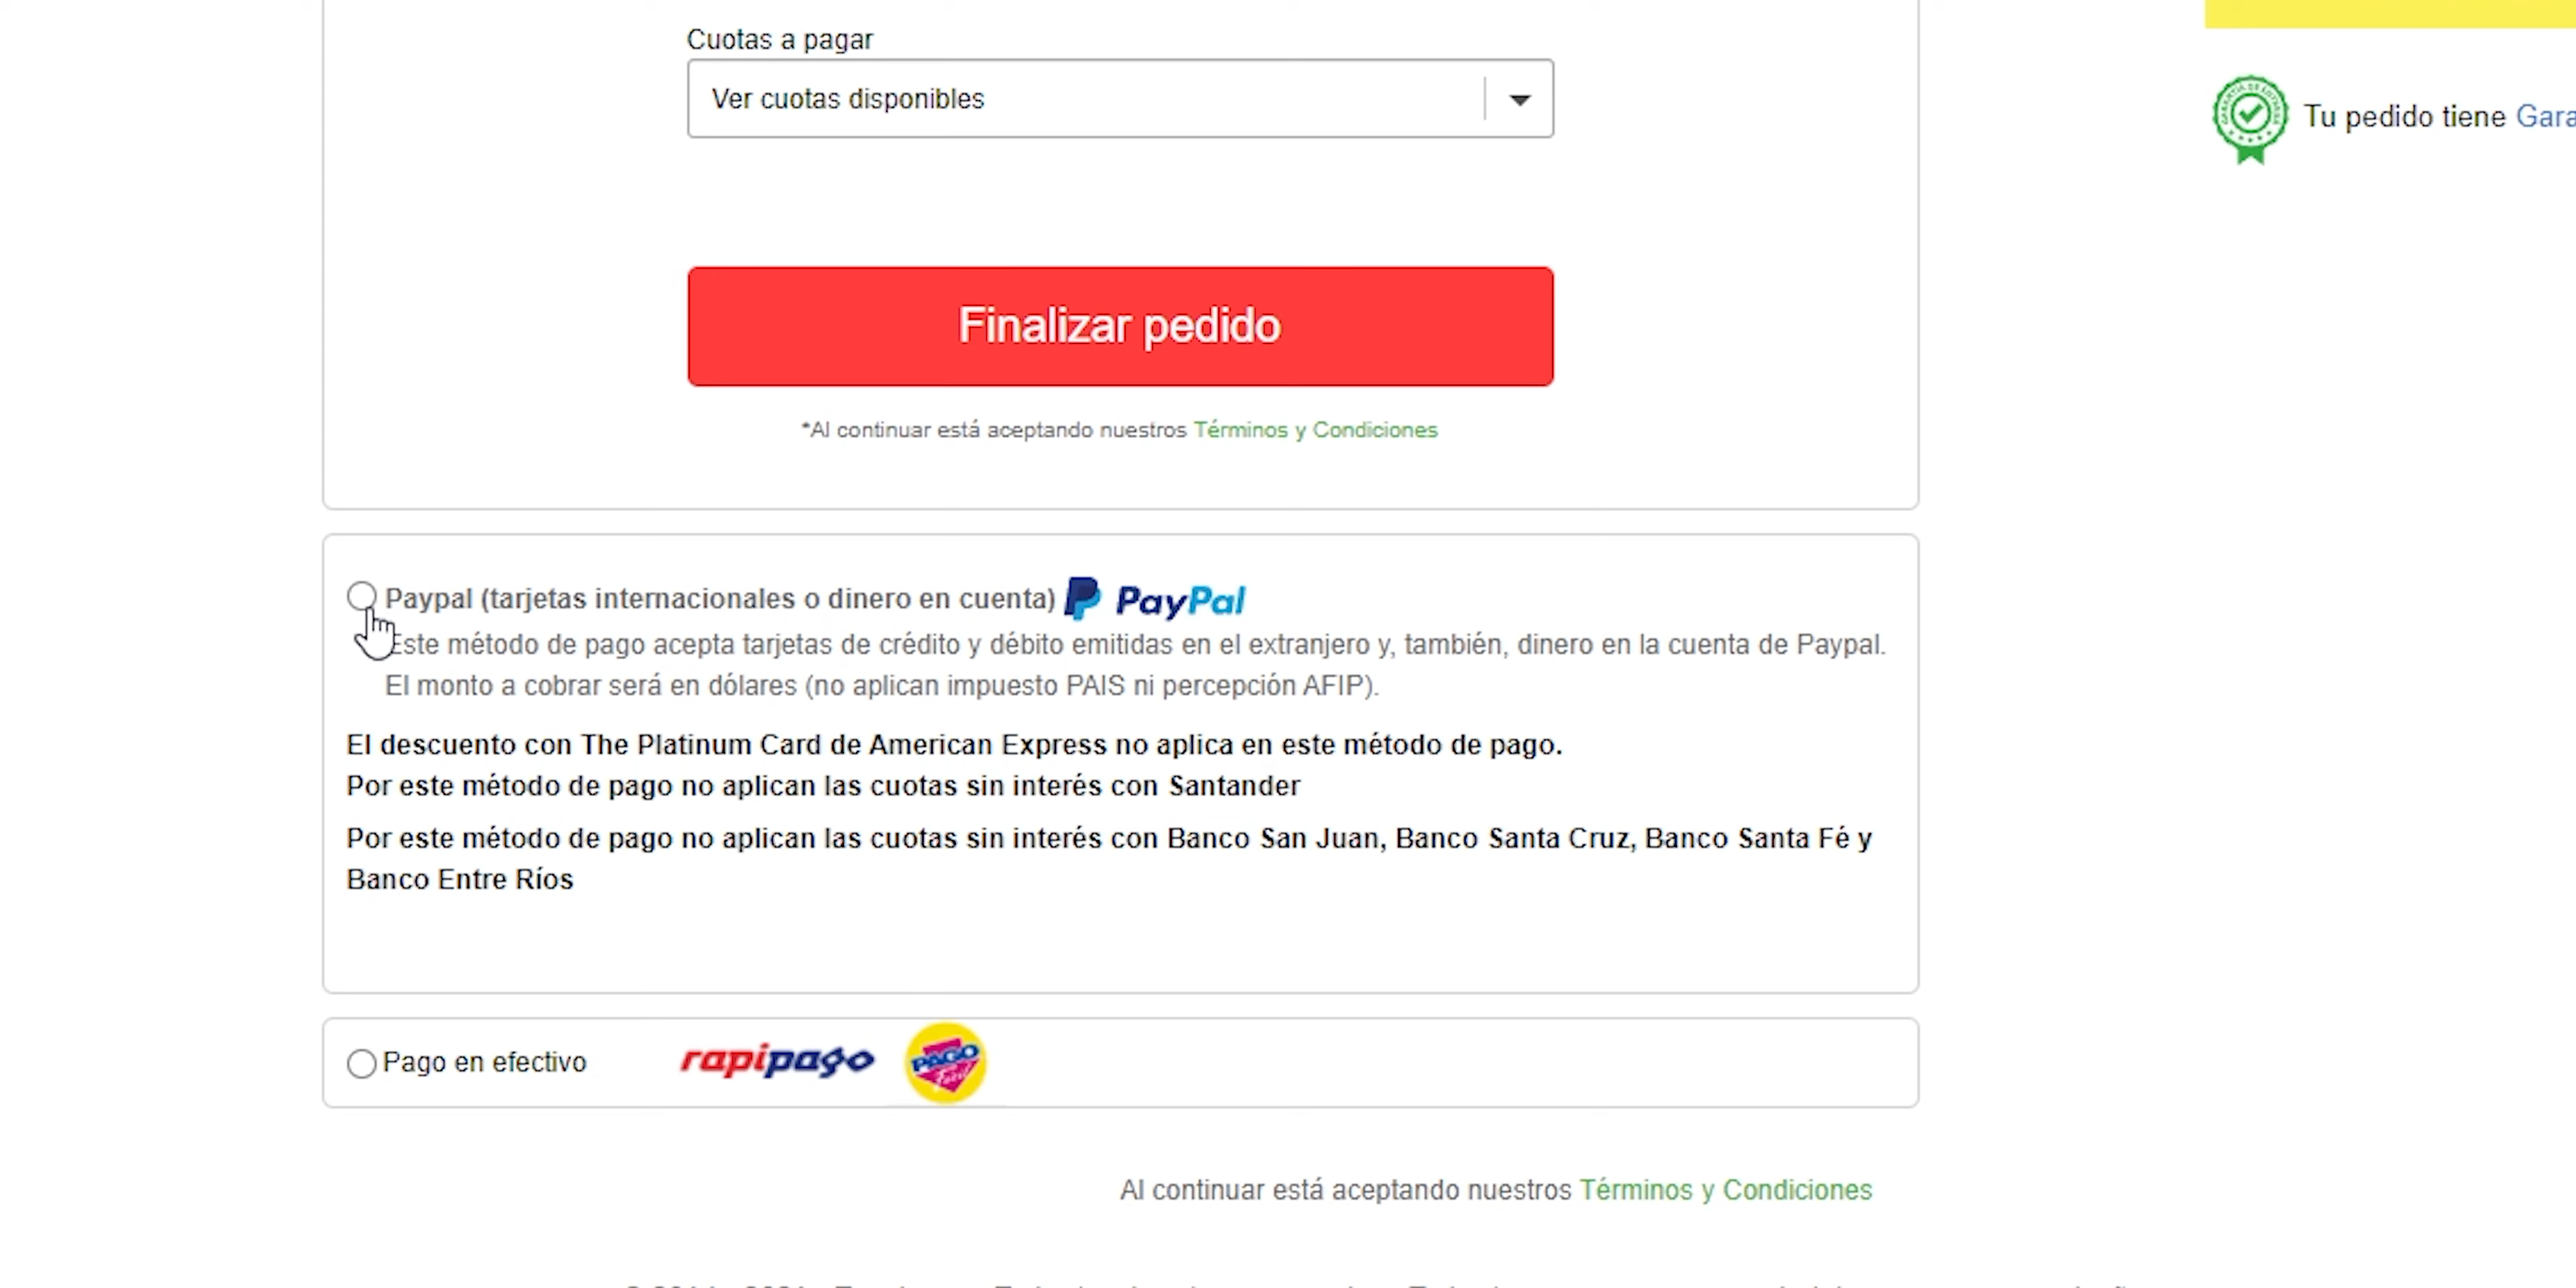 Cuotas a pagar
Ver cuotas disponibles
Tu pedido tiene
Finalizar pedido
*Al continuar está aceptando nuestros Términos y Condiciones
Paypal (tarjetas internacionales o dinero en cuenta) PayPal
Este método de pago acepta tarjetas de crédito y débito emitidas en el extranjero y, también, dinero en la cuenta de Paypal.
El monto a cobrar será en dólares (no aplican impuesto PAIS ni percepción AFIP).
El descuento con The Platinum Card de American Express no aplica en este método de pago.
Por este método de pago no aplican las cuotas sin interés con Santander
Por este método de pago no aplican las cuotas sin interés con Banco San Juan, Banco Santa Cruz, Banco Santa Fé y
Banco Entre Ríos
Pago en efectivo rapipago PAGO Fácil
Al continuar está aceptando nuestros Términos y Condiciones